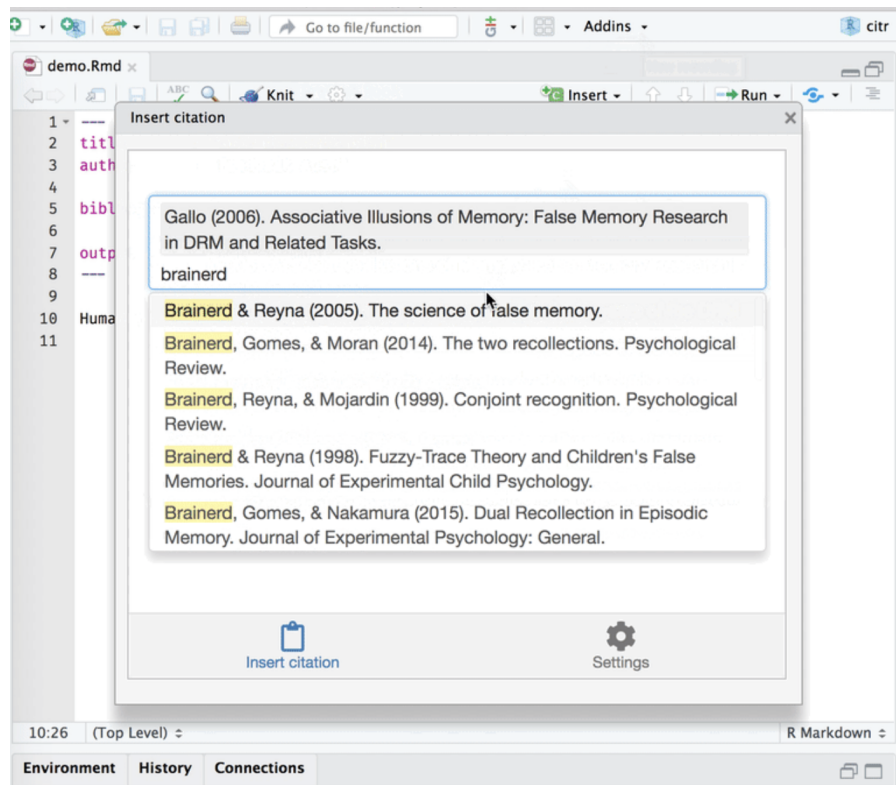 Go to file/function
Addins
citr
demo.Rmd
ABC
Knit
Insert
Run
Insert citation
1 ---
2 titl
3 auth
4
5 bibl
6
7 outp
8 ---
9
10 Huma
11
Gallo (2006). Associative Illusions of Memory: False Memory Research
in DRM and Related Tasks.
brainerd
Brainerd & Reyna (2005). The science of false memory.
Brainerd, Gomes, & Moran (2014). The two recollections. Psychological
Review.
Brainerd, Reyna, & Mojardin (1999). Conjoint recognition. Psychological
Review.
Brainerd & Reyna (1998). Fuzzy-Trace Theory and Children's False
Memories. Journal of Experimental Child Psychology.
Brainerd, Gomes, & Nakamura (2015). Dual Recollection in Episodic
Memory. Journal of Experimental Psychology: General.
Insert citation
Settings
10:26 (Top Level)
R Markdown
Environment History Connections